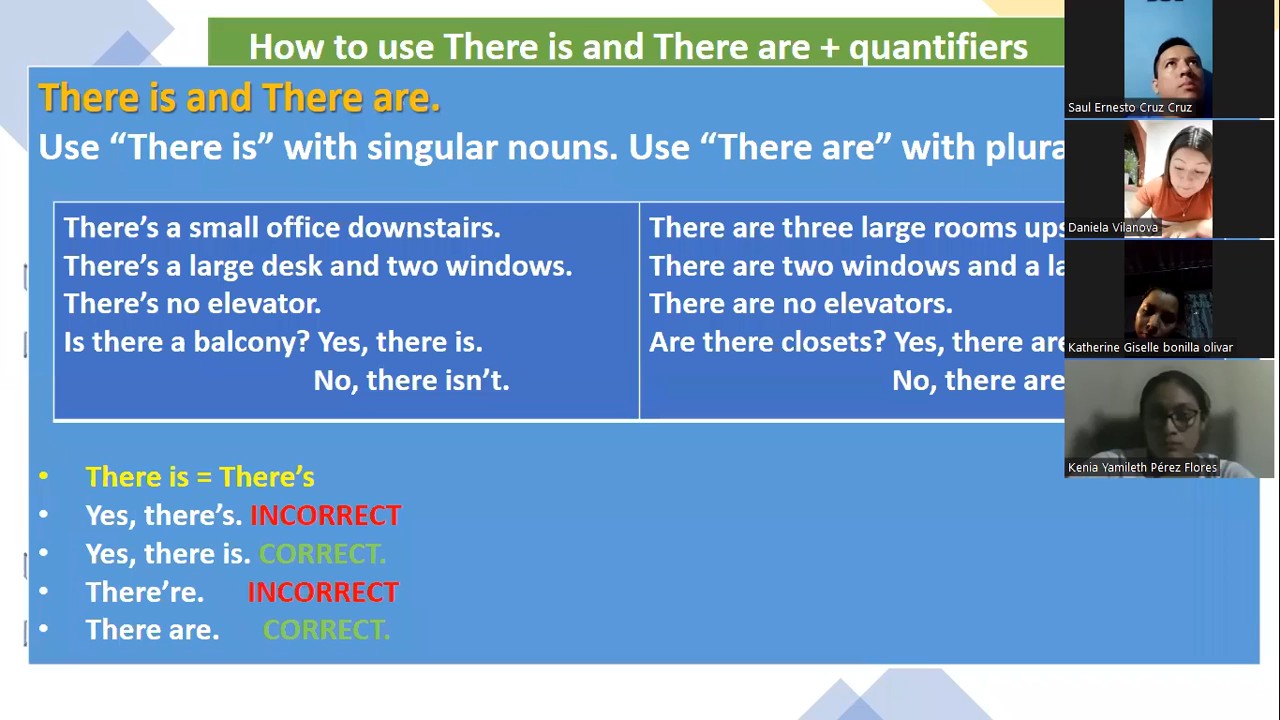 How to use There is and There are + quantifiers
There is and There are.
Use “There is” with singular nouns. Use “There are” with
There’s a small office downstairs.
There’s a large desk and two windows.
There’s no elevator.
Is there a balcony? Yes, there is.
No, there isn’t.
There are three large rooms
There are two windows and a
There are no elevators.
Are there closets? Yes, there are
No, there are
• There is = There’s
• Yes, there’s. INCORRECT
• Yes, there is. CORRECT.
• There’re. INCORRECT
• There are. CORRECT.
Saul Ernesto Cruz Cruz
Daniela Vilanova
Katherine Giselle bonilla olivar
Kenia Yamileth Pérez Flores